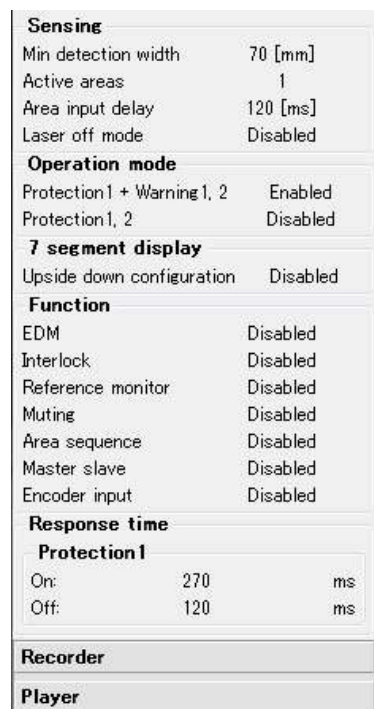 Sensing
Min detection width 70 [mm]
Active areas 1
Area input delay 120 [ms]
Laser off mode Disabled
Operation mode
Protection1 + Warning1, 2 Enabled
Protection1, 2 Disabled
7 segment display
Upside down configuration Disabled
Function
EDM Disabled
Interlock Disabled
Reference monitor Disabled
Muting Disabled
Area sequence Disabled
Master slave Disabled
Encoder input Disabled
Response time
Protection1
On: 270 ms
Off: 120 ms
Recorder
Player